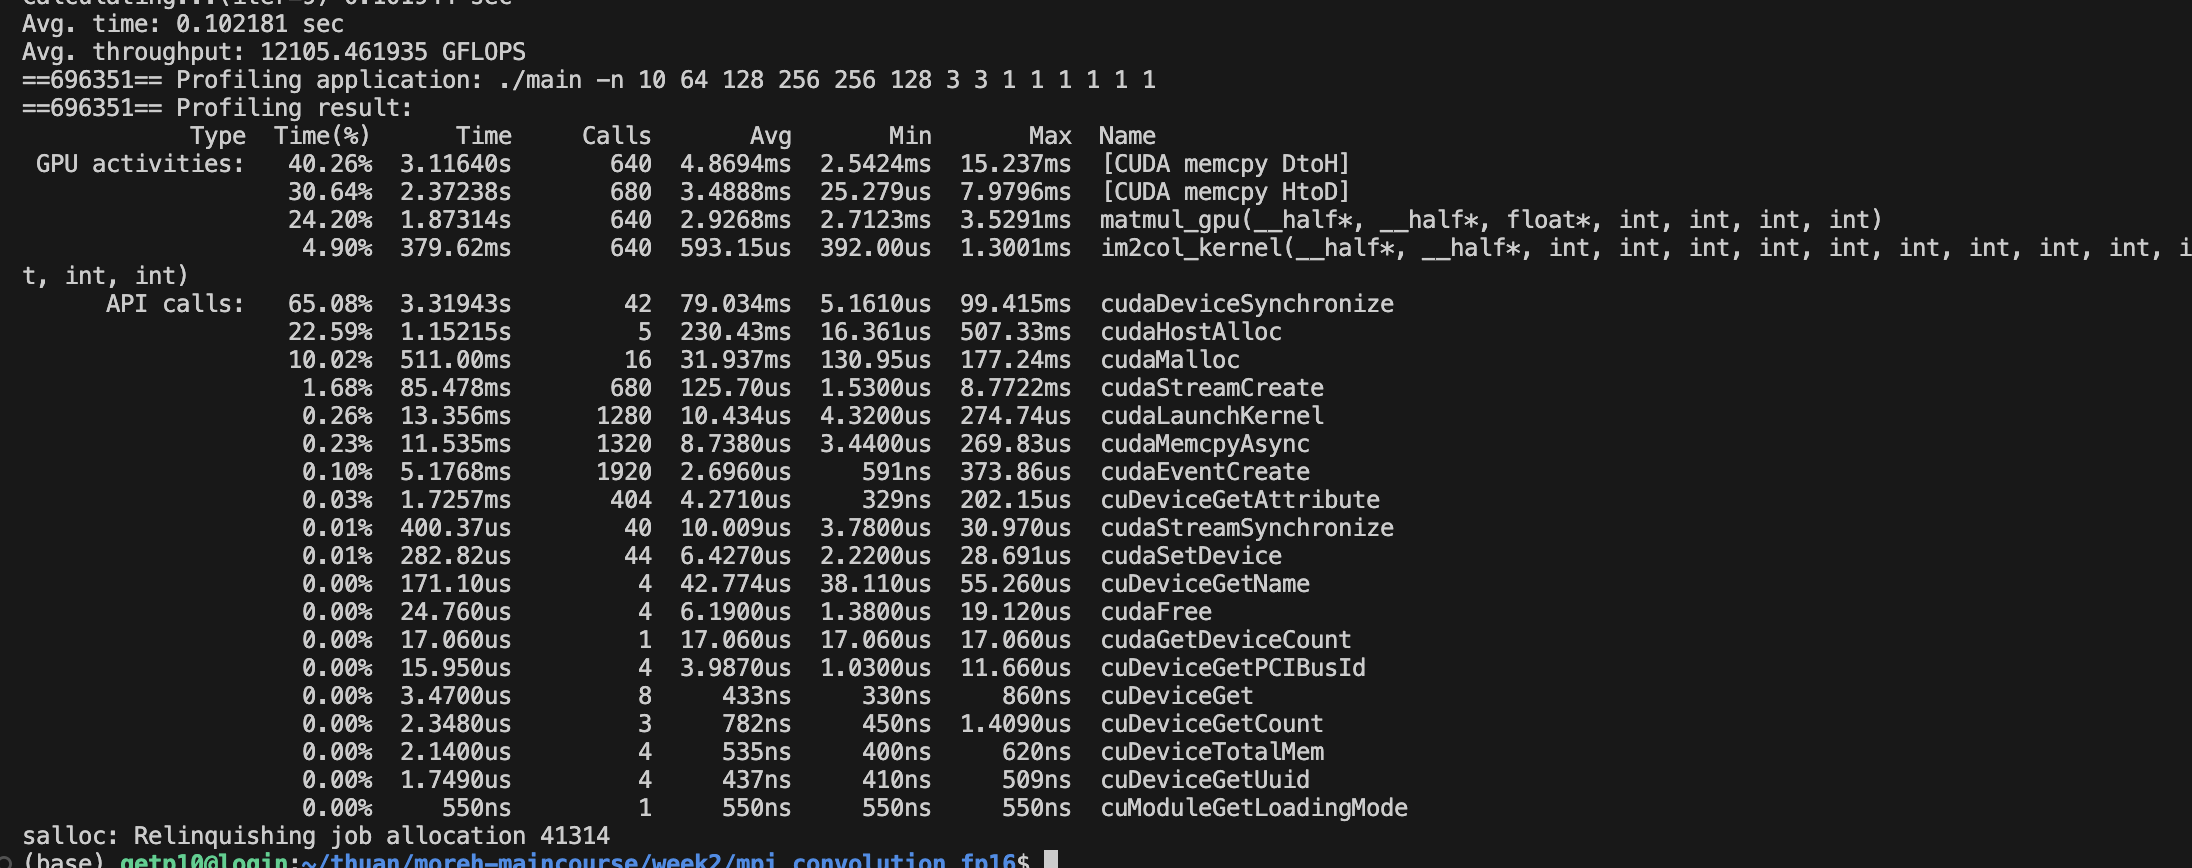 Calculating...(iter=9) 0.101944 sec
Avg. time: 0.102181 sec
Avg. throughput: 12105.461935 GFLOPS
==696351== Profiling application: ./main -n 10 64 128 256 256 128 3 3 1 1 1 1 1 1
==696351== Profiling result:
Type Time(%) Time Calls Avg Min Max Name
GPU activities: 40.26% 3.11640s 640 4.8694ms 2.5424ms 15.237ms [CUDA memcpy DtoH]
30.64% 2.37238s 680 3.4888ms 25.279us 7.9796ms [CUDA memcpy HtoD]
24.20% 1.87314s 640 2.9268ms 2.7123ms 3.5291ms matmul_gpu(__half*, __half*, float*, int, int, int, int)
4.90% 379.62ms 640 593.15us 392.00us 1.3001ms im2col_kernel(__half*, __half*, int, int, int, int, int, int, int, int, int, i
t, int, int)
API calls: 65.08% 3.31943s 42 79.034ms 5.1610us 99.415ms cudaDeviceSynchronize
22.59% 1.15215s 5 230.43ms 16.361us 507.33ms cudaHostAlloc
10.02% 511.00ms 16 31.937ms 130.95us 177.24ms cudaMalloc
1.68% 85.478ms 680 125.70us 1.5300us 8.7722ms cudaStreamCreate
0.26% 13.356ms 1280 10.434us 4.3200us 274.74us cudaLaunchKernel
0.23% 11.535ms 1320 8.7380us 3.4400us 269.83us cudaMemcpyAsync
0.10% 5.1768ms 1920 2.6960us 591ns 373.86us cudaEventCreate
0.03% 1.7257ms 404 4.2710us 329ns 202.15us cuDeviceGetAttribute
0.01% 400.37us 40 10.009us 3.7800us 30.970us cudaStreamSynchronize
0.01% 282.82us 44 6.4270us 2.2200us 28.691us cudaSetDevice
0.00% 171.10us 4 42.774us 38.110us 55.260us cuDeviceGetName
0.00% 24.760us 4 6.1900us 1.3800us 19.120us cudaFree
0.00% 17.060us 1 17.060us 17.060us 17.060us cudaGetDeviceCount
0.00% 15.950us 4 3.9870us 1.0300us 11.660us cuDeviceGetPCIBusId
0.00% 3.4700us 8 433ns 330ns 860ns cuDeviceGet
0.00% 2.3480us 3 782ns 450ns 1.4090us cuDeviceGetCount
0.00% 2.1400us 4 535ns 400ns 620ns cuDeviceTotalMem
0.00% 1.7490us 4 437ns 410ns 509ns cuDeviceGetUuid
0.00% 550ns 1 550ns 550ns 550ns cuModuleGetLoadingMode
salloc: Relinquishing job allocation 41314
(base) getp10@login:~/thuan/moreh-maincourse/week2/mpi_convolution_fp16$